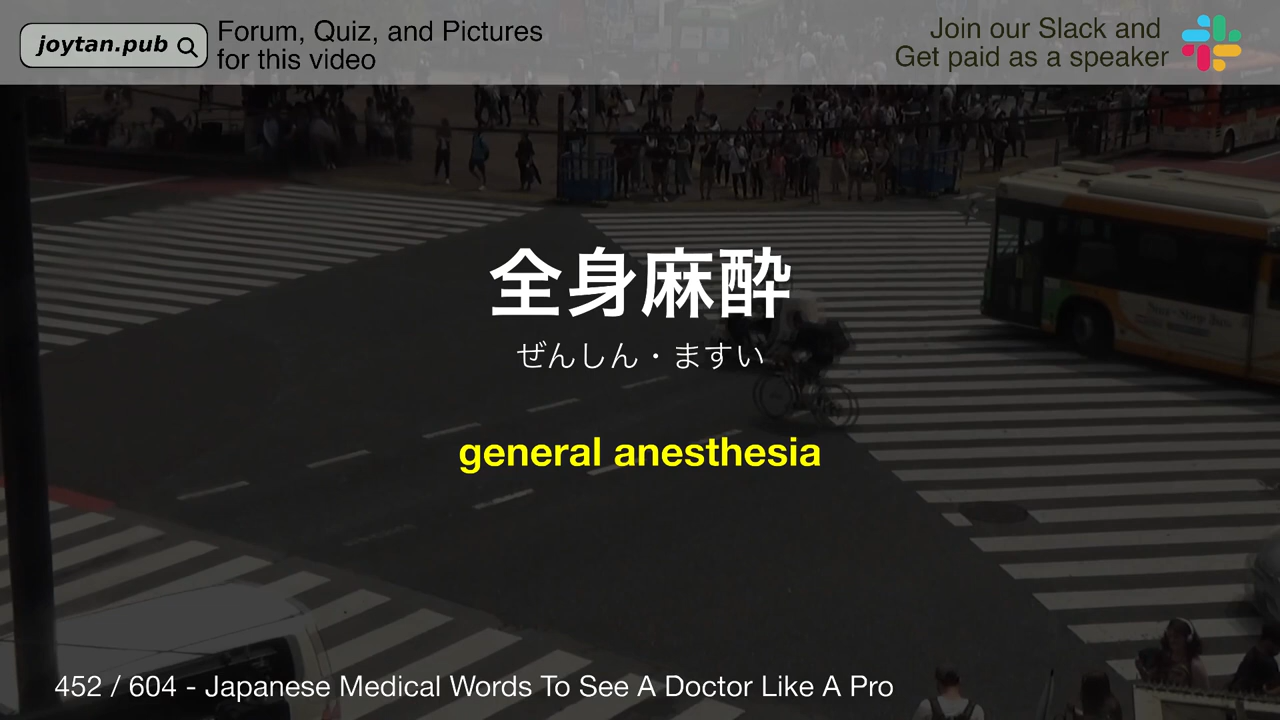 joytan.pub
Forum, Quiz, and Pictures
for this video
Join our Slack and
Get paid as a speaker
全身麻酔
ぜんしん・ますい
general anesthesia
452 / 604 - Japanese Medical Words To See A Doctor Like A Pro